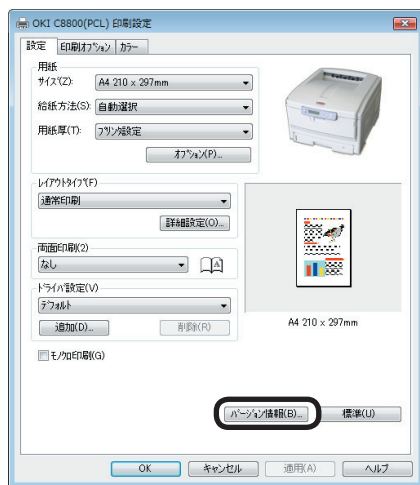 OKI C8800(PCL) 印刷設定
設定 印刷ｵﾌﾟｼｮﾝ ｶﾗｰ
用紙
ｻｲｽﾞ(Z): A4 210 x 297mm
給紙方法(S): 自動選択
用紙厚(T): ﾌﾟﾘﾝﾀ設定
ｵﾌﾟｼｮﾝ(P)...
ﾚｲｱｳﾄﾀｲﾌﾟ(F)
通常印刷
詳細設定(O)...
両面印刷(2)
なし
A
ﾄﾞﾗｲﾊﾞ設定(V)
ﾃﾞﾌｫﾙﾄ
追加(D)... 削除(R)
A4 210 x 297mm
ﾓﾉｸﾛ印刷(G)
ﾊﾞｰｼﾞｮﾝ情報(B)... 標準(U)
OK キャンセル 適用(A) ヘルプ